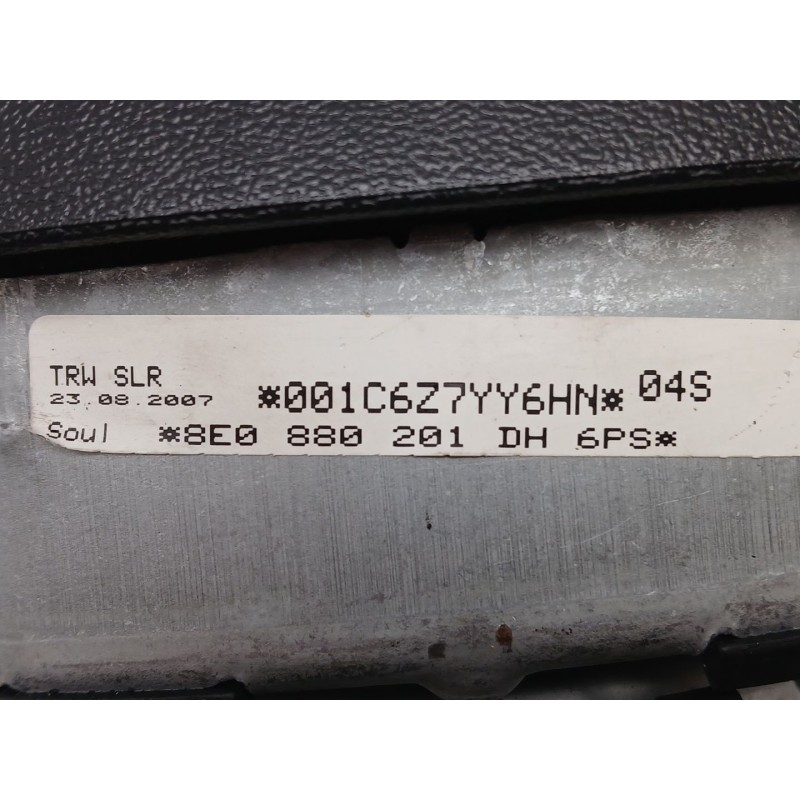 TRW SLR
23.08.2007 *001C6Z7YY6HN* 04S
Soul *8E0 880 201 DH 6PS*